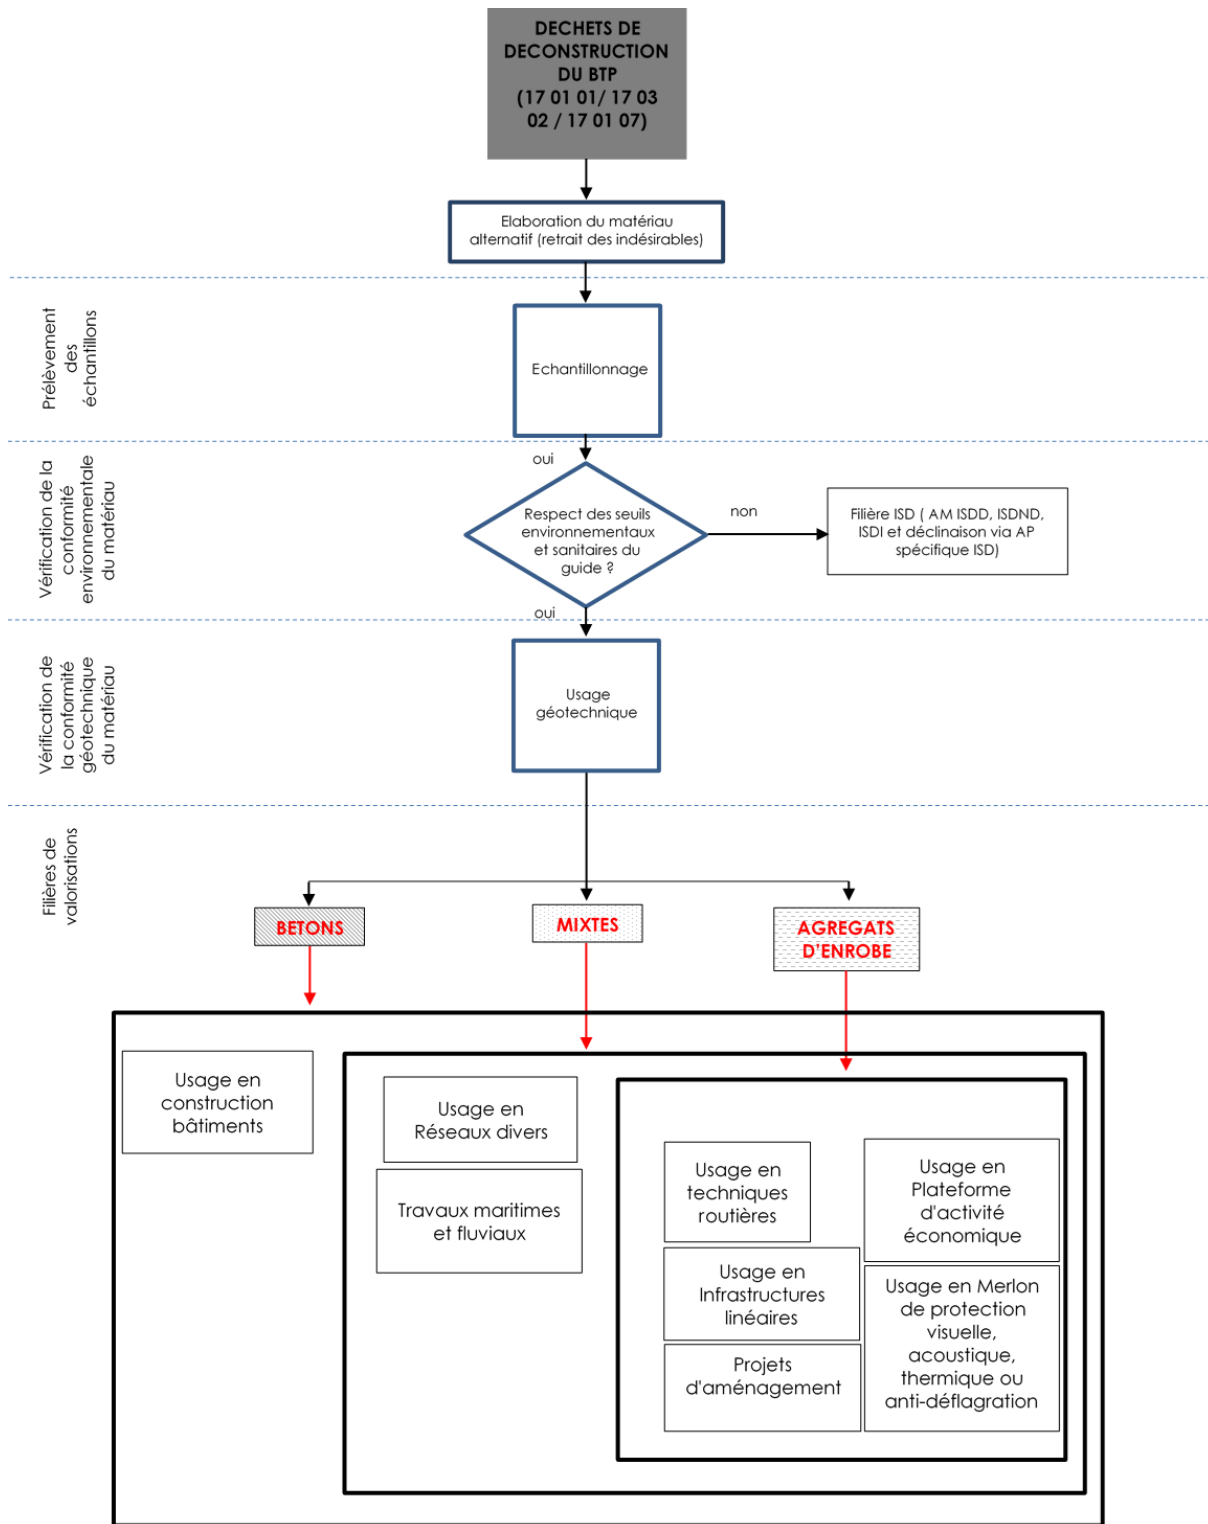 DECHETS DE
DECONSTRUCTION
DU BTP
(17 01 01/ 17 03
02 / 17 01 07)
Elaboration du matériau
alternatif (retrait des indésirables)
Prélèvement
des
échantillons
Echantillonnage
Vérification de la
conformité
environnementale
du matériau
oui
Respect des seuils
environnementaux
et sanitaires du
guide ?
non
Filière ISD ( AM ISDD, ISDND,
ISDI et déclinaison via AP
spécifique ISD)
oui
Vérification de
la conformité
géotechnique
du matériau
Usage
géotechnique
Filières de
valorisations
BETONS
MIXTES
AGREGATS
D'ENROBE
Usage en
construction
bâtiments
Usage en
Réseaux divers
Travaux maritimes
et fluviaux
Usage en
techniques
routières
Usage en
Infrastructures
linéaires
Projets
d'aménagement
Usage en
Plateforme
d'activité
économique
Usage en Merlon
de protection
visuelle,
acoustique,
thermique ou
anti-déflagration